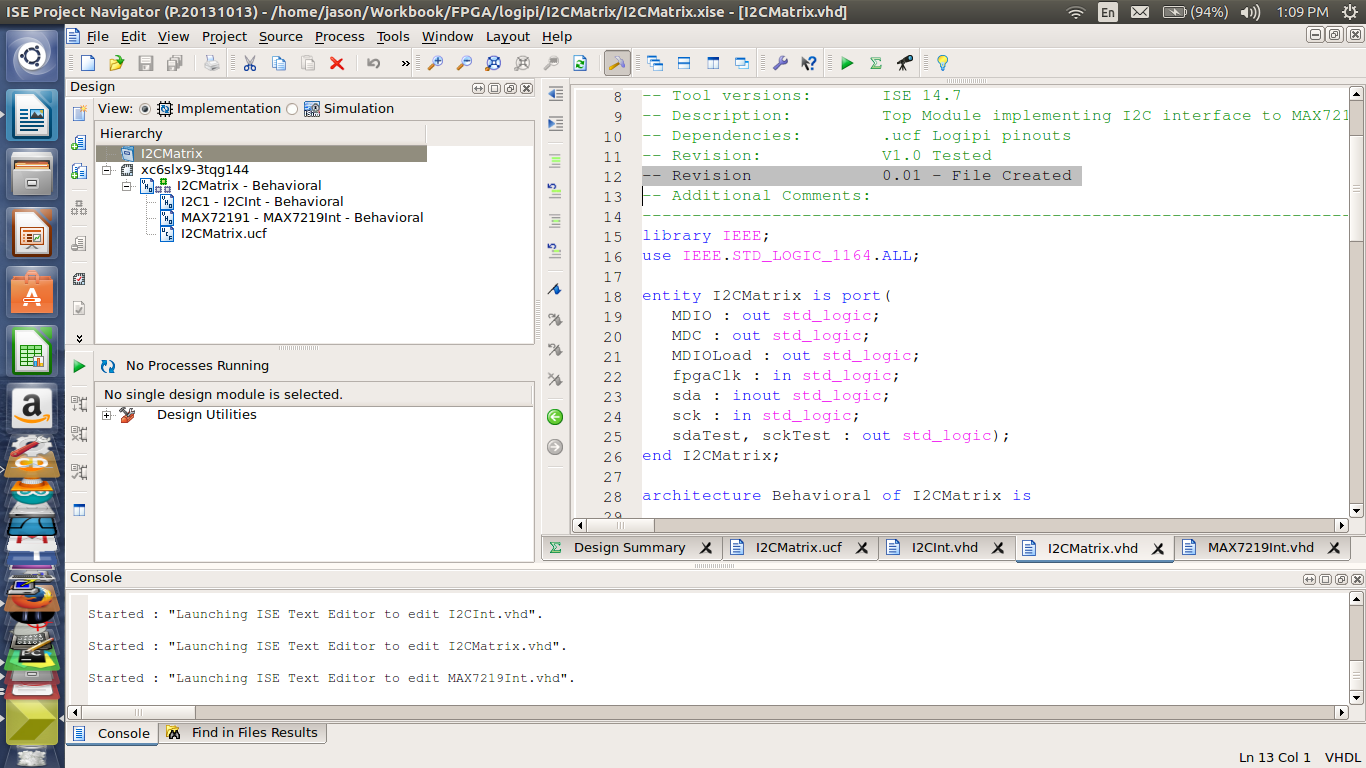 ISE Project Navigator (P.20131013) - /home/jason/Workbook/FPGA/logipi/I2CMatrix/I2CMatrix.xise - [I2CMatrix.vhd]
En (94%) 1:09 PM ISE
File Edit View Project Source Process Tools Window Layout Help
Design
View: Implementation Simulation
Hierarchy
I2CMatrix
xc6slx9-3tqg144
I2CMatrix - Behavioral
I2C1 - I2CInt - Behavioral
MAX72191 - MAX7219Int - Behavioral
I2CMatrix.ucf
No Processes Running
No single design module is selected.
Design Utilities
8 -- Tool versions: ISE 14.7
9 -- Description: Top Module implementing I2C interface to MAX721
10 -- Dependencies: .ucf Logipi pinouts
11 -- Revision: V1.0 Tested
12 -- Revision 0.01 - File Created
13 -- Additional Comments:
14 ----------------------------------------------------------------------
15 library IEEE;
16 use IEEE.STD_LOGIC_1164.ALL;
17
18 entity I2CMatrix is port(
19 MDIO : out std_logic;
20 MDC : out std_logic;
21 MDIOLoad : out std_logic;
22 fpgaClk : in std_logic;
23 sda : inout std_logic;
24 sck : in std_logic;
25 sdaTest, sckTest : out std_logic);
26 end I2CMatrix;
27
28 architecture Behavioral of I2CMatrix is
29
Design Summary I2CMatrix.ucf I2CInt.vhd I2CMatrix.vhd MAX7219Int.vhd
Console
Started : "Launching ISE Text Editor to edit I2CInt.vhd".
Started : "Launching ISE Text Editor to edit I2CMatrix.vhd".
Started : "Launching ISE Text Editor to edit MAX7219Int.vhd".
Console Find in Files Results
Ln 13 Col 1 VHDL